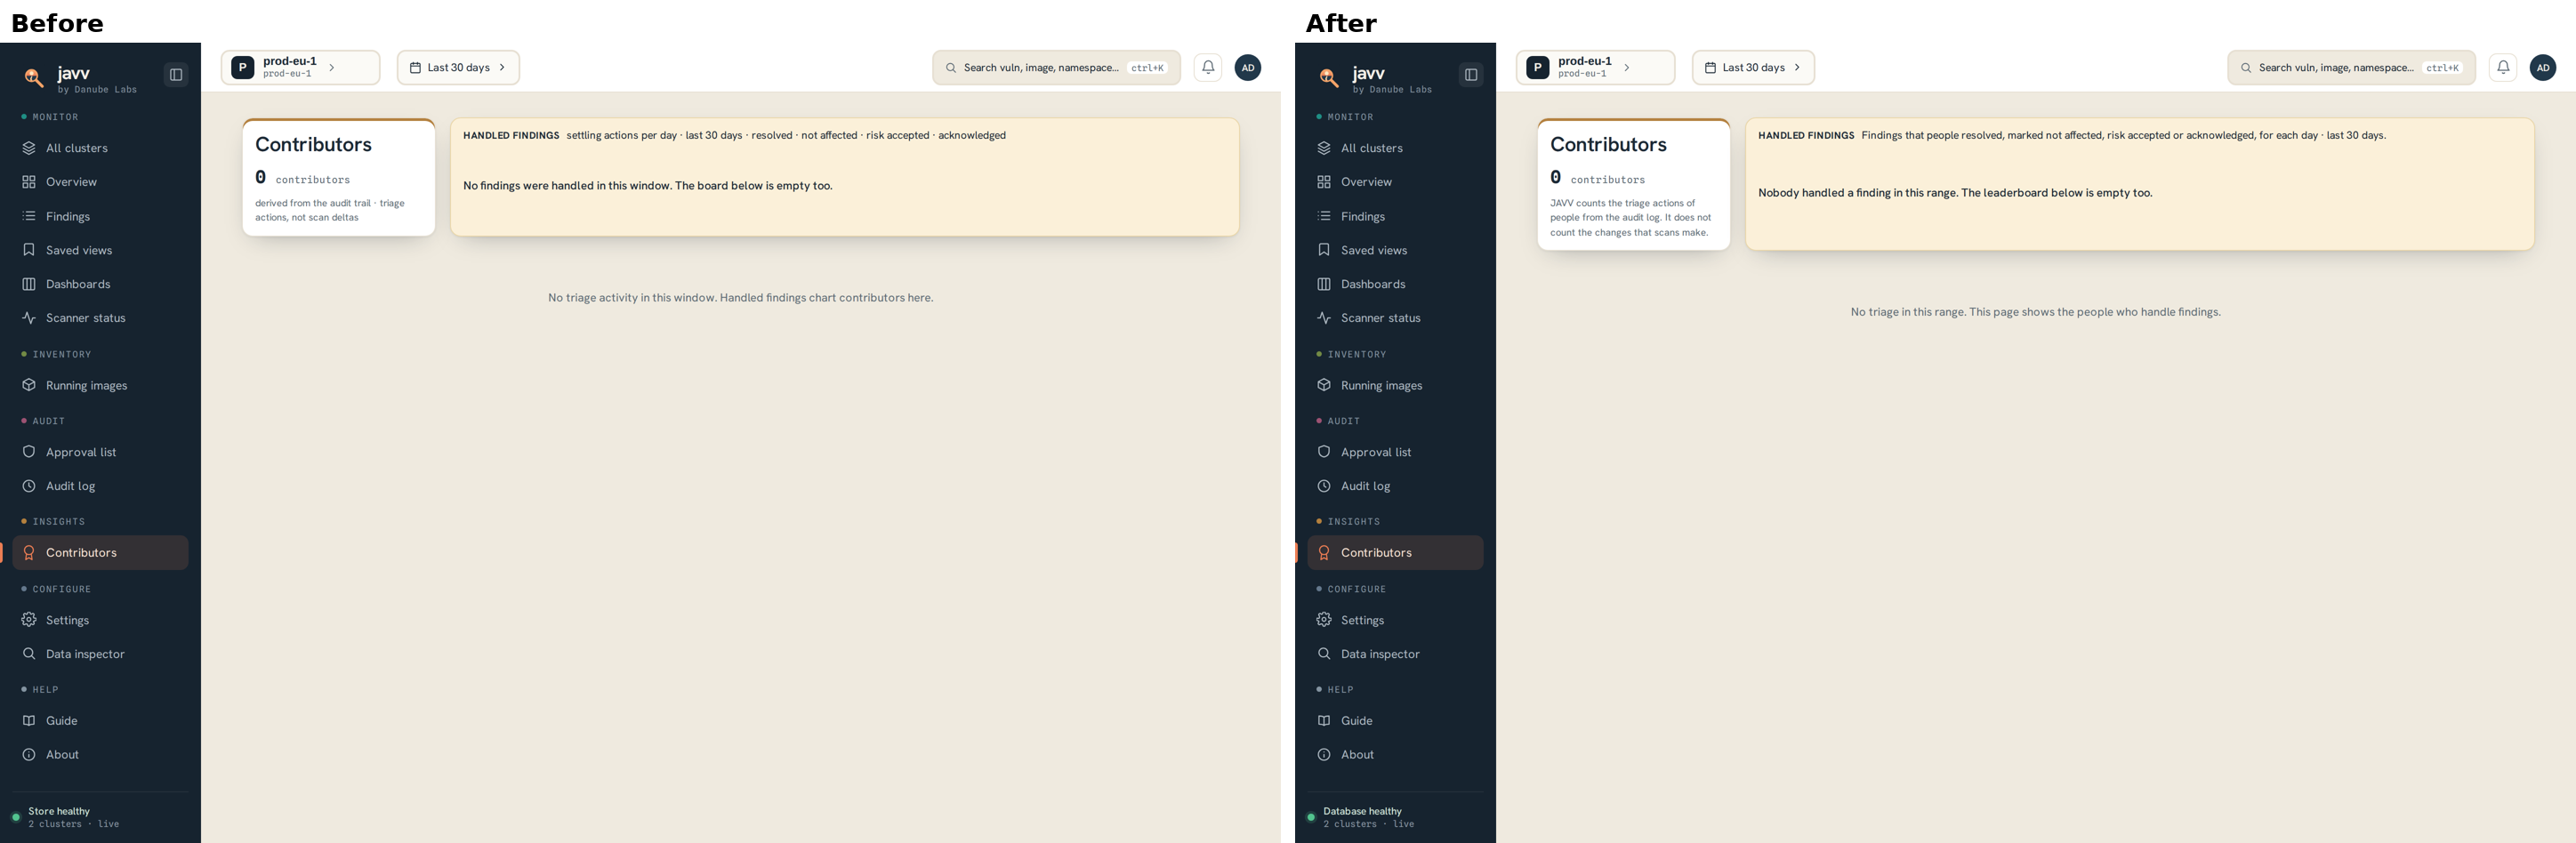 Before
javv
by Danube Labs
MONITOR
All clusters
Overview
Findings
Saved views
Dashboards
Scanner status
INVENTORY
Running images
AUDIT
Approval list
Audit log
INSIGHTS
Contributors
CONFIGURE
Settings
Data inspector
HELP
Guide
About
Store healthy
2 clusters · live
P
prod-eu-1
prod-eu-1
Last 30 days
Search vuln, image, namespace... ctrl+K
AD
Contributors
0 contributors
derived from the audit trail · triage
actions, not scan deltas
HANDLED FINDINGS settling actions per day · last 30 days · resolved · not affected · risk accepted · acknowledged
No findings were handled in this window. The board below is empty too.
No triage activity in this window. Handled findings chart contributors here.
After
javv
by Danube Labs
MONITOR
All clusters
Overview
Findings
Saved views
Dashboards
Scanner status
INVENTORY
Running images
AUDIT
Approval list
Audit log
INSIGHTS
Contributors
CONFIGURE
Settings
Data inspector
HELP
Guide
About
Database healthy
2 clusters · live
P
prod-eu-1
prod-eu-1
Last 30 days
Search vuln, image, namespace... ctrl+K
AD
Contributors
0 contributors
JAVV counts the triage actions of
people from the audit log. It does not
count the changes that scans make.
HANDLED FINDINGS Findings that people resolved, marked not affected, risk accepted or acknowledged, for each day · last 30 days.
Nobody handled a finding in this range. The leaderboard below is empty too.
No triage in this range. This page shows the people who handle findings.